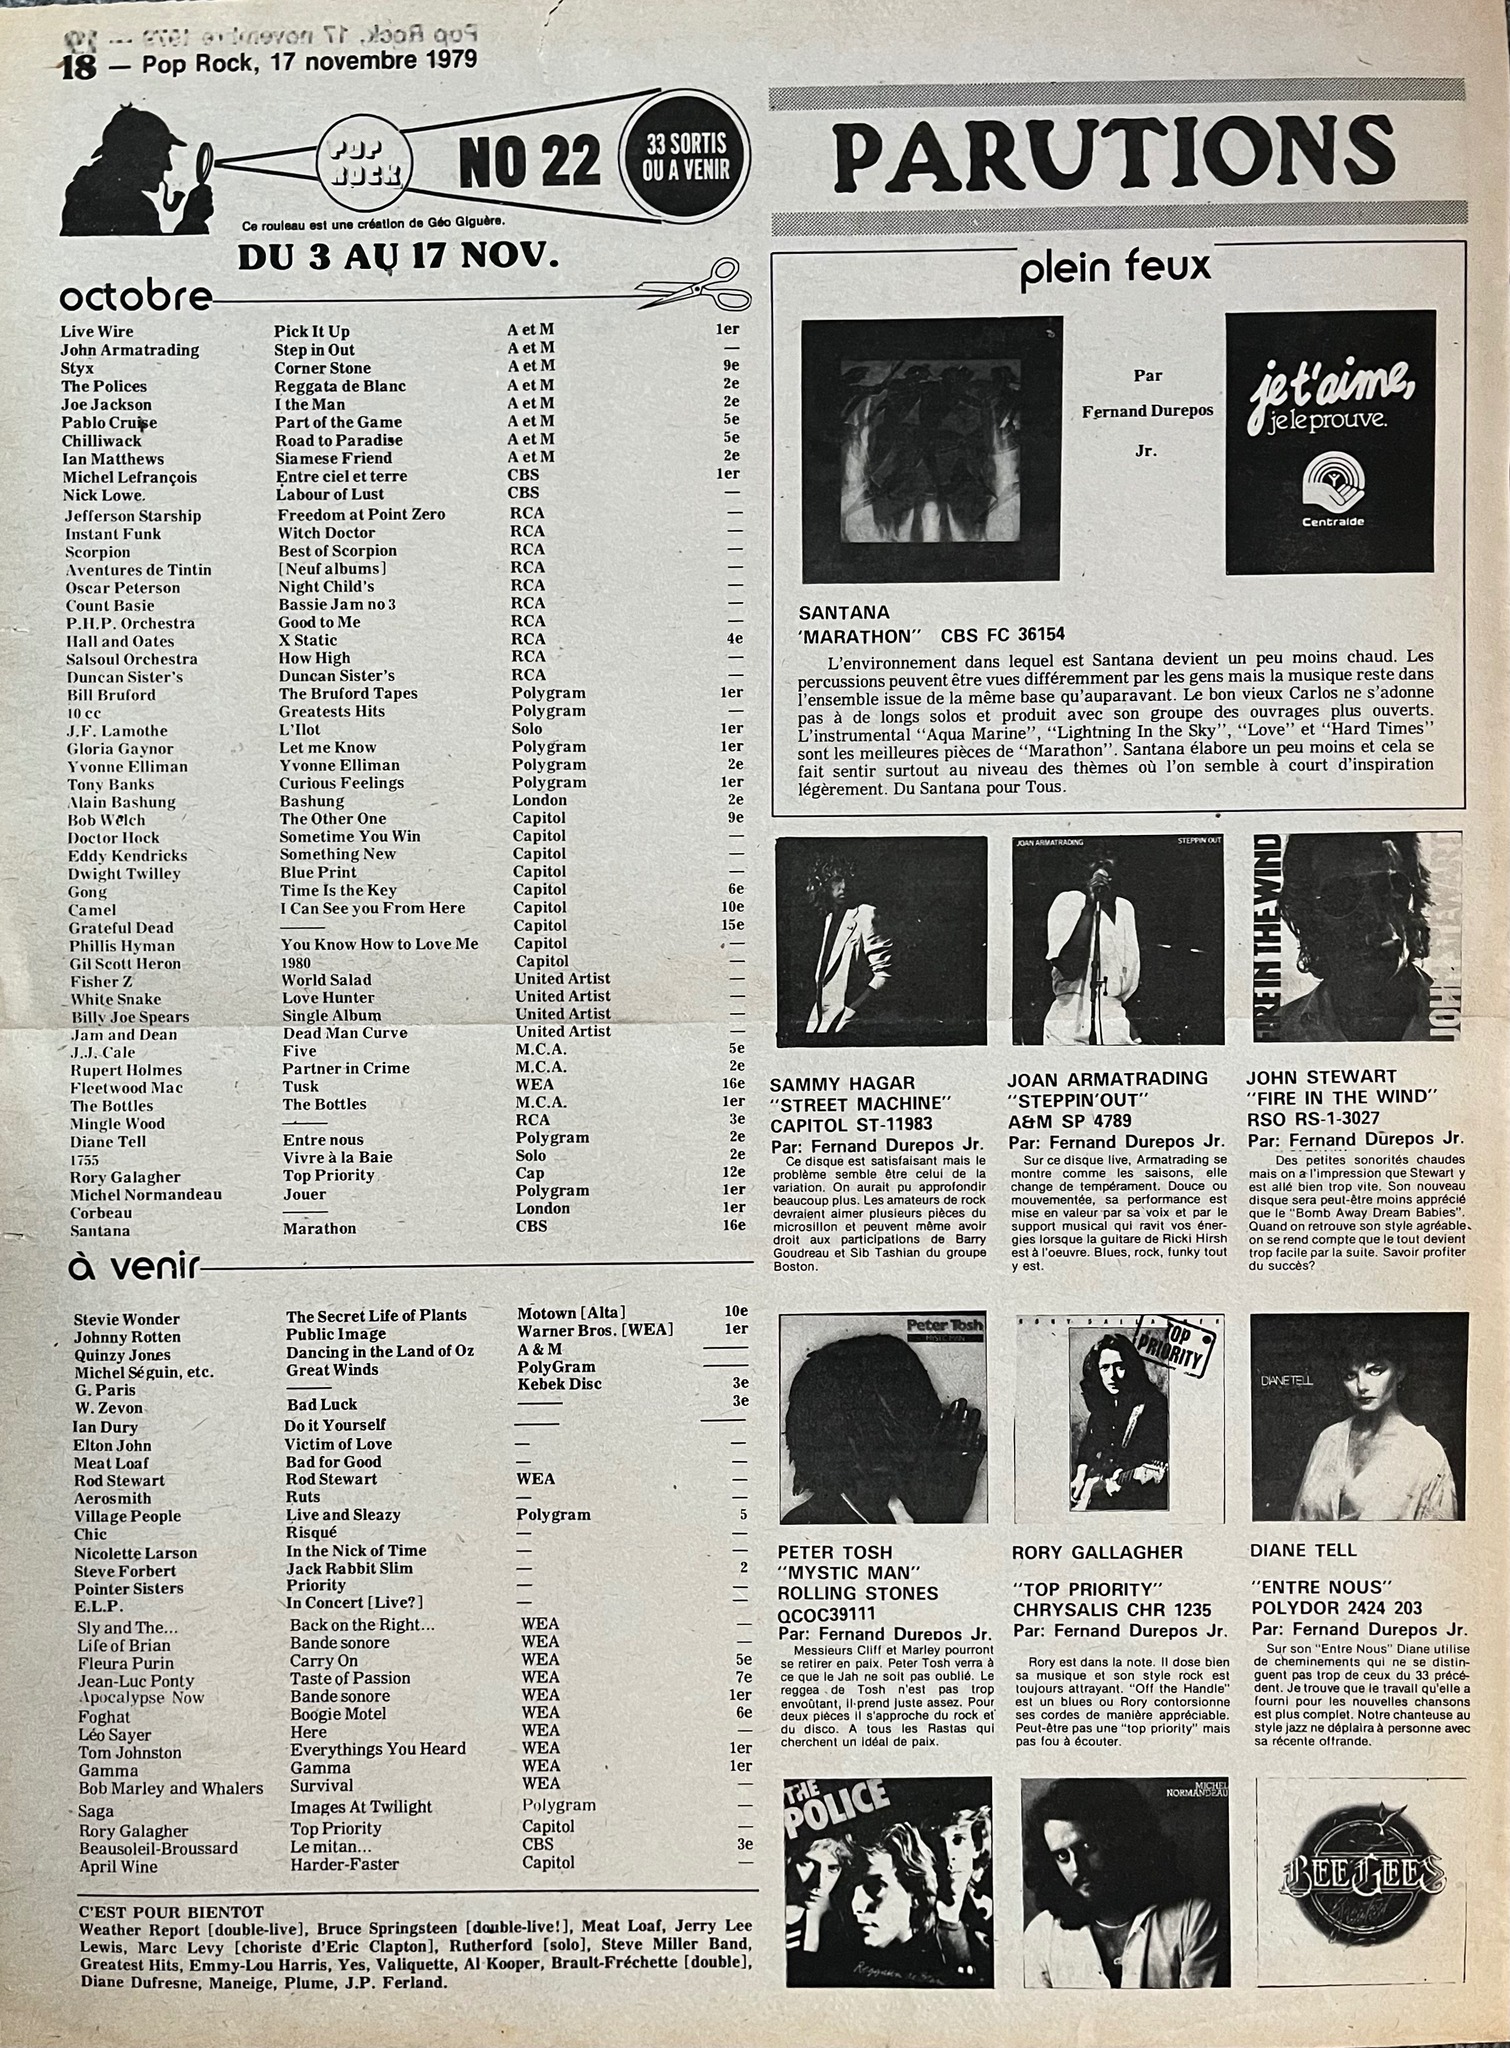 18 — Pop Rock, 17 novembre 1979
POP
ROCK
NO 22
33 SORTIS
OU A VENIR
Ce rouleau est une création de Géo Giguère.
DU 3 AU 17 NOV.
octobre
Live Wire Pick It Up A et M 1er
John Armatrading Step in Out A et M —
Styx Corner Stone A et M 9e
The Polices Reggata de Blanc A et M 2e
Joe Jackson I the Man A et M 2e
Pablo Cruise Part of the Game A et M 5e
Chilliwack Road to Paradise A et M 5e
Ian Matthews Siamese Friend A et M 2e
Michel Lefrançois Entre ciel et terre CBS 1er
Nick Lowe. Labour of Lust CBS —
Jefferson Starship Freedom at Point Zero RCA —
Instant Funk Witch Doctor RCA —
Scorpion Best of Scorpion RCA —
Aventures de Tintin [Neuf albums] RCA —
Oscar Peterson Night Child's RCA —
Count Basie Bassie Jam no 3 RCA —
P.H.P. Orchestra Good to Me RCA —
Hall and Oates X Static RCA 4e
Salsoul Orchestra How High RCA —
Duncan Sister's Duncan Sister's RCA —
Bill Bruford The Bruford Tapes Polygram 1er
10 cc Greatests Hits Polygram —
J.F. Lamothe L'Ilot Solo 1er
Gloria Gaynor Let me Know Polygram 1er
Yvonne Elliman Yvonne Elliman Polygram 2e
Tony Banks Curious Feelings Polygram 1er
Alain Bashung Bashung London 2e
Bob Welch The Other One Capitol 9e
Doctor Hock Sometime You Win Capitol —
Eddy Kendricks Something New Capitol —
Dwight Twilley Blue Print Capitol —
Gong Time Is the Key Capitol 6e
Camel I Can See you From Here Capitol 10e
Grateful Dead —— Capitol 15e
Phillis Hyman You Know How to Love Me Capitol —
Gil Scott Heron 1980 Capitol —
Fisher Z World Salad United Artist —
White Snake Love Hunter United Artist —
Billy Joe Spears Single Album United Artist —
Jam and Dean Dead Man Curve United Artist —
J.J. Cale Five M.C.A. 5e
Rupert Holmes Partner in Crime M.C.A. 2e
Fleetwood Mac Tusk WEA 16e
The Bottles The Bottles M.C.A. 1er
Mingle Wood —— RCA 3e
Diane Tell Entre nous Polygram 2e
1755 Vivre à la Baie Solo 2e
Rory Galagher Top Priority Cap 12e
Michel Normandeau Jouer Polygram 1er
Corbeau —— London 1er
Santana Marathon CBS 16e
à venir
Stevie Wonder The Secret Life of Plants Motown [Alta] 10e
Johnny Rotten Public Image Warner Bros. [WEA] 1er
Quinzy Jones Dancing in the Land of Oz A & M ——
Michel Séguin, etc. Great Winds PolyGram ——
G. Paris —— Kebek Disc 3e
W. Zevon Bad Luck —— 3e
Ian Dury Do it Yourself —— ——
Elton John Victim of Love — —
Meat Loaf Bad for Good — —
Rod Stewart Rod Stewart WEA —
Aerosmith Ruts — —
Village People Live and Sleazy Polygram 5
Chic Risqué — —
Nicolette Larson In the Nick of Time — —
Steve Forbert Jack Rabbit Slim — 2
Pointer Sisters Priority — —
E.L.P. In Concert [Live?] — —
Sly and The... Back on the Right... WEA —
Life of Brian Bande sonore WEA —
Fleura Purin Carry On WEA 5e
Jean-Luc Ponty Taste of Passion WEA 7e
Apocalypse Now Bande sonore WEA 1er
Foghat Boogie Motel WEA 6e
Léo Sayer Here WEA —
Tom Johnston Everythings You Heard WEA 1er
Gamma Gamma WEA 1er
Bob Marley and Whalers Survival WEA —
Saga Images At Twilight Polygram —
Rory Galagher Top Priority Capitol —
Beausoleil-Broussard Le mitan... CBS 3e
April Wine Harder-Faster Capitol —
C'EST POUR BIENTOT
Weather Report [double-live], Bruce Springsteen [double-live!], Meat Loaf, Jerry Lee
Lewis, Marc Levy [choriste d'Eric Clapton], Rutherford [solo], Steve Miller Band,
Greatest Hits, Emmy-Lou Harris, Yes, Valiquette, Al Kooper, Brault-Fréchette [double],
Diane Dufresne, Maneige, Plume, J.P. Ferland.
PARUTIONS
plein feux
Par
Fernand Durepos
Jr.
je t'aime,
je le prouve.
Centraide
SANTANA
'MARATHON" CBS FC 36154
L'environnement dans lequel est Santana devient un peu moins chaud. Les
percussions peuvent être vues différemment par les gens mais la musique reste dans
l'ensemble issue de la même base qu'auparavant. Le bon vieux Carlos ne s'adonne
pas à de longs solos et produit avec son groupe des ouvrages plus ouverts.
L'instrumental "Aqua Marine", "Lightning In the Sky", "Love" et "Hard Times"
sont les meilleures pièces de "Marathon". Santana élabore un peu moins et cela se
fait sentir surtout au niveau des thèmes où l'on semble à court d'inspiration
légèrement. Du Santana pour Tous.
JOAN ARMATRADING STEPPIN' OUT
FIRE IN THE WIND
JOHN STEWART
SAMMY HAGAR
"STREET MACHINE"
CAPITOL ST-11983
Par: Fernand Durepos Jr.
Ce disque est satisfaisant mais le
problème semble être celui de la
variation. On aurait pu approfondir
beaucoup plus. Les amateurs de rock
devraient aimer plusieurs pièces du
microsillon et peuvent même avoir
droit aux participations de Barry
Goudreau et Sib Tashian du groupe
Boston.
JOAN ARMATRADING
"STEPPIN'OUT"
A&M SP 4789
Par: Fernand Durepos Jr.
Sur ce disque live, Armatrading se
montre comme les saisons, elle
change de tempérament. Douce ou
mouvementée, sa performance est
mise en valeur par sa voix et par le
support musical qui ravit vos éner-
gies lorsque la guitare de Ricki Hirsh
est à l'oeuvre. Blues, rock, funky tout
y est.
JOHN STEWART
"FIRE IN THE WIND"
RSO RS-1-3027
Par: Fernand Durepos Jr.
Des petites sonorités chaudes
mais on a l'impression que Stewart y
est allé bien trop vite. Son nouveau
disque sera peut-être moins apprécié
que le "Bomb Away Dream Babies".
Quand on retrouve son style agréable,
on se rend compte que le tout devient
trop facile par la suite. Savoir profiter
du succès?
Peter Tosh
MYSTIC MAN
RORY GALLAGHER
TOP
PRIORITY
DIANE TELL
PETER TOSH
"MYSTIC MAN"
ROLLING STONES
QCOC39111
Par: Fernand Durepos Jr.
Messieurs Cliff et Marley pourront
se retirer en paix. Peter Tosh verra à
ce que le Jah ne soit pas oublié. Le
reggea de Tosh n'est pas trop
envoûtant, il prend juste assez. Pour
deux pièces il s'approche du rock et
du disco. A tous les Rastas qui
cherchent un idéal de paix.
RORY GALLAGHER
"TOP PRIORITY"
CHRYSALIS CHR 1235
Par: Fernand Durepos Jr.
Rory est dans la note. Il dose bien
sa musique et son style rock est
toujours attrayant. "Off the Handle"
est un blues ou Rory contorsionne
ses cordes de manière appréciable.
Peut-être pas une "top priority" mais
pas fou à écouter.
DIANE TELL
"ENTRE NOUS"
POLYDOR 2424 203
Par: Fernand Durepos Jr.
Sur son "Entre Nous" Diane utilise
de cheminements qui ne se distin-
guent pas trop de ceux du 33 précé-
dent. Je trouve que le travail qu'elle a
fourni pour les nouvelles chansons
est plus complet. Notre chanteuse au
style jazz ne déplaira à personne avec
sa récente offrande.
THE
POLICE
Reggatta de Blanc
MICHEL
NORMANDEAU
BEE GEES
Greatest